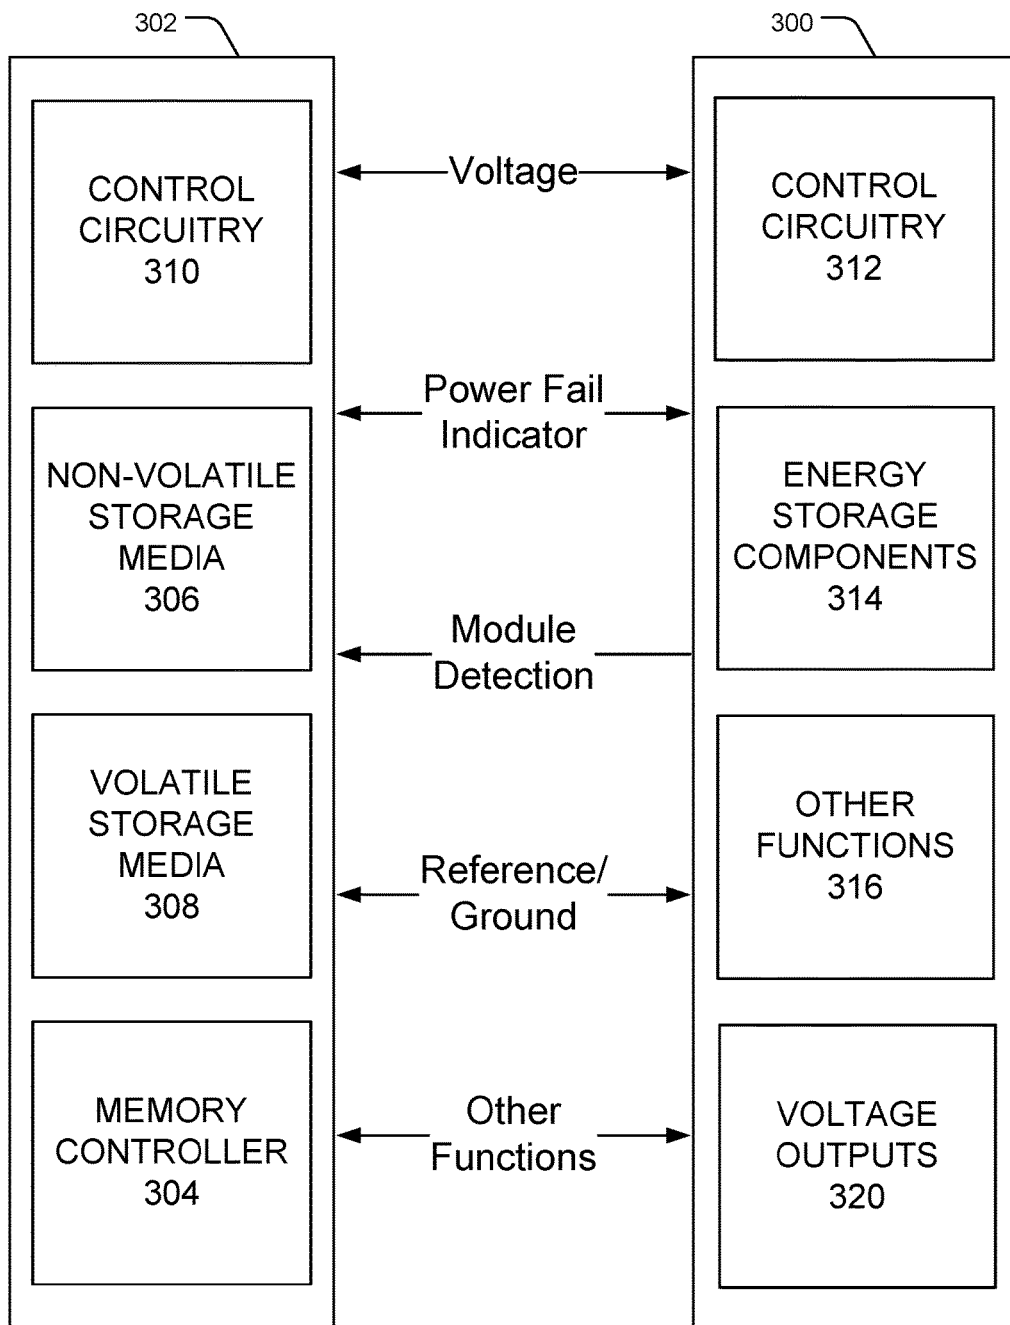 302
300
CONTROL
CIRCUITRY
310
NON-VOLATILE
STORAGE
MEDIA
306
VOLATILE
STORAGE
MEDIA
308
MEMORY
CONTROLLER
304
Voltage
Power Fail
Indicator
Module
Detection
Reference/
Ground
Other
Functions
CONTROL
CIRCUITRY
312
ENERGY
STORAGE
COMPONENTS
314
OTHER
FUNCTIONS
316
VOLTAGE
OUTPUTS
320